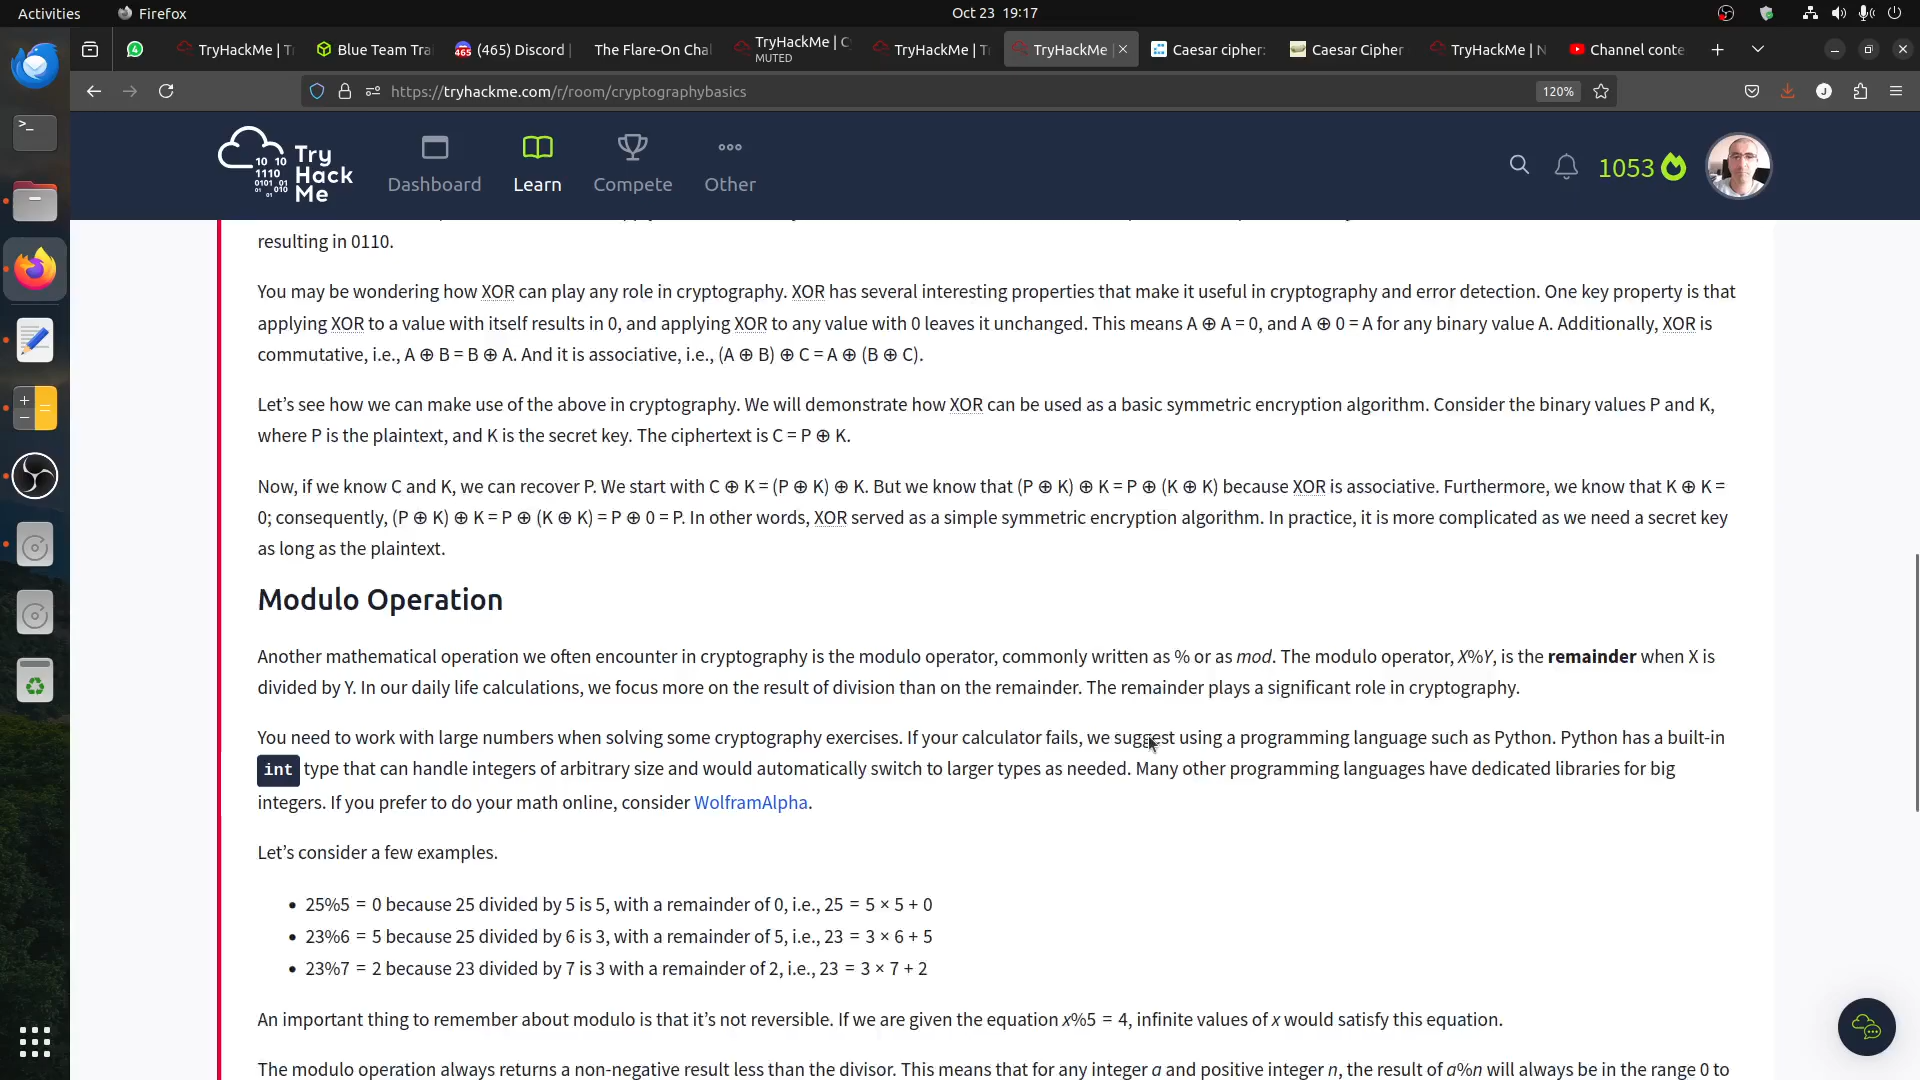 Activities
Firefox
Oct 23 19:17
TryHackMe | T
Blue Team Tra
(465) Discord |
The Flare-On Chal
TryHackMe | C
MUTED
TryHackMe | T
TryHackMe |
Caesar cipher:
Caesar Cipher
TryHackMe | N
Channel conte
https://tryhackme.com/r/room/cryptographybasics
120%
Try
Hack
Me
Dashboard
Learn
Compete
Other
1053
resulting in 0110.
You may be wondering how XOR can play any role in cryptography. XOR has several interesting properties that make it useful in cryptography and error detection. One key property is that
applying XOR to a value with itself results in 0, and applying XOR to any value with 0 leaves it unchanged. This means A ⊕ A = 0, and A ⊕ 0 = A for any binary value A. Additionally, XOR is
commutative, i.e., A ⊕ B = B ⊕ A. And it is associative, i.e., (A ⊕ B) ⊕ C = A ⊕ (B ⊕ C).
Let’s see how we can make use of the above in cryptography. We will demonstrate how XOR can be used as a basic symmetric encryption algorithm. Consider the binary values P and K,
where P is the plaintext, and K is the secret key. The ciphertext is C = P ⊕ K.
Now, if we know C and K, we can recover P. We start with C ⊕ K = (P ⊕ K) ⊕ K. But we know that (P ⊕ K) ⊕ K = P ⊕ (K ⊕ K) because XOR is associative. Furthermore, we know that K ⊕ K =
0; consequently, (P ⊕ K) ⊕ K = P ⊕ (K ⊕ K) = P ⊕ 0 = P. In other words, XOR served as a simple symmetric encryption algorithm. In practice, it is more complicated as we need a secret key
as long as the plaintext.
Modulo Operation
Another mathematical operation we often encounter in cryptography is the modulo operator, commonly written as % or as mod. The modulo operator, X%Y, is the remainder when X is
divided by Y. In our daily life calculations, we focus more on the result of division than on the remainder. The remainder plays a significant role in cryptography.
You need to work with large numbers when solving some cryptography exercises. If your calculator fails, we suggest using a programming language such as Python. Python has a built-in
int type that can handle integers of arbitrary size and would automatically switch to larger types as needed. Many other programming languages have dedicated libraries for big
integers. If you prefer to do your math online, consider WolframAlpha.
Let’s consider a few examples.
• 25%5 = 0 because 25 divided by 5 is 5, with a remainder of 0, i.e., 25 = 5 × 5 + 0
• 23%6 = 5 because 25 divided by 6 is 3, with a remainder of 5, i.e., 23 = 3 × 6 + 5
• 23%7 = 2 because 23 divided by 7 is 3 with a remainder of 2, i.e., 23 = 3 × 7 + 2
An important thing to remember about modulo is that it’s not reversible. If we are given the equation x%5 = 4, infinite values of x would satisfy this equation.
The modulo operation always returns a non-negative result less than the divisor. This means that for any integer a and positive integer n, the result of a%n will always be in the range 0 to